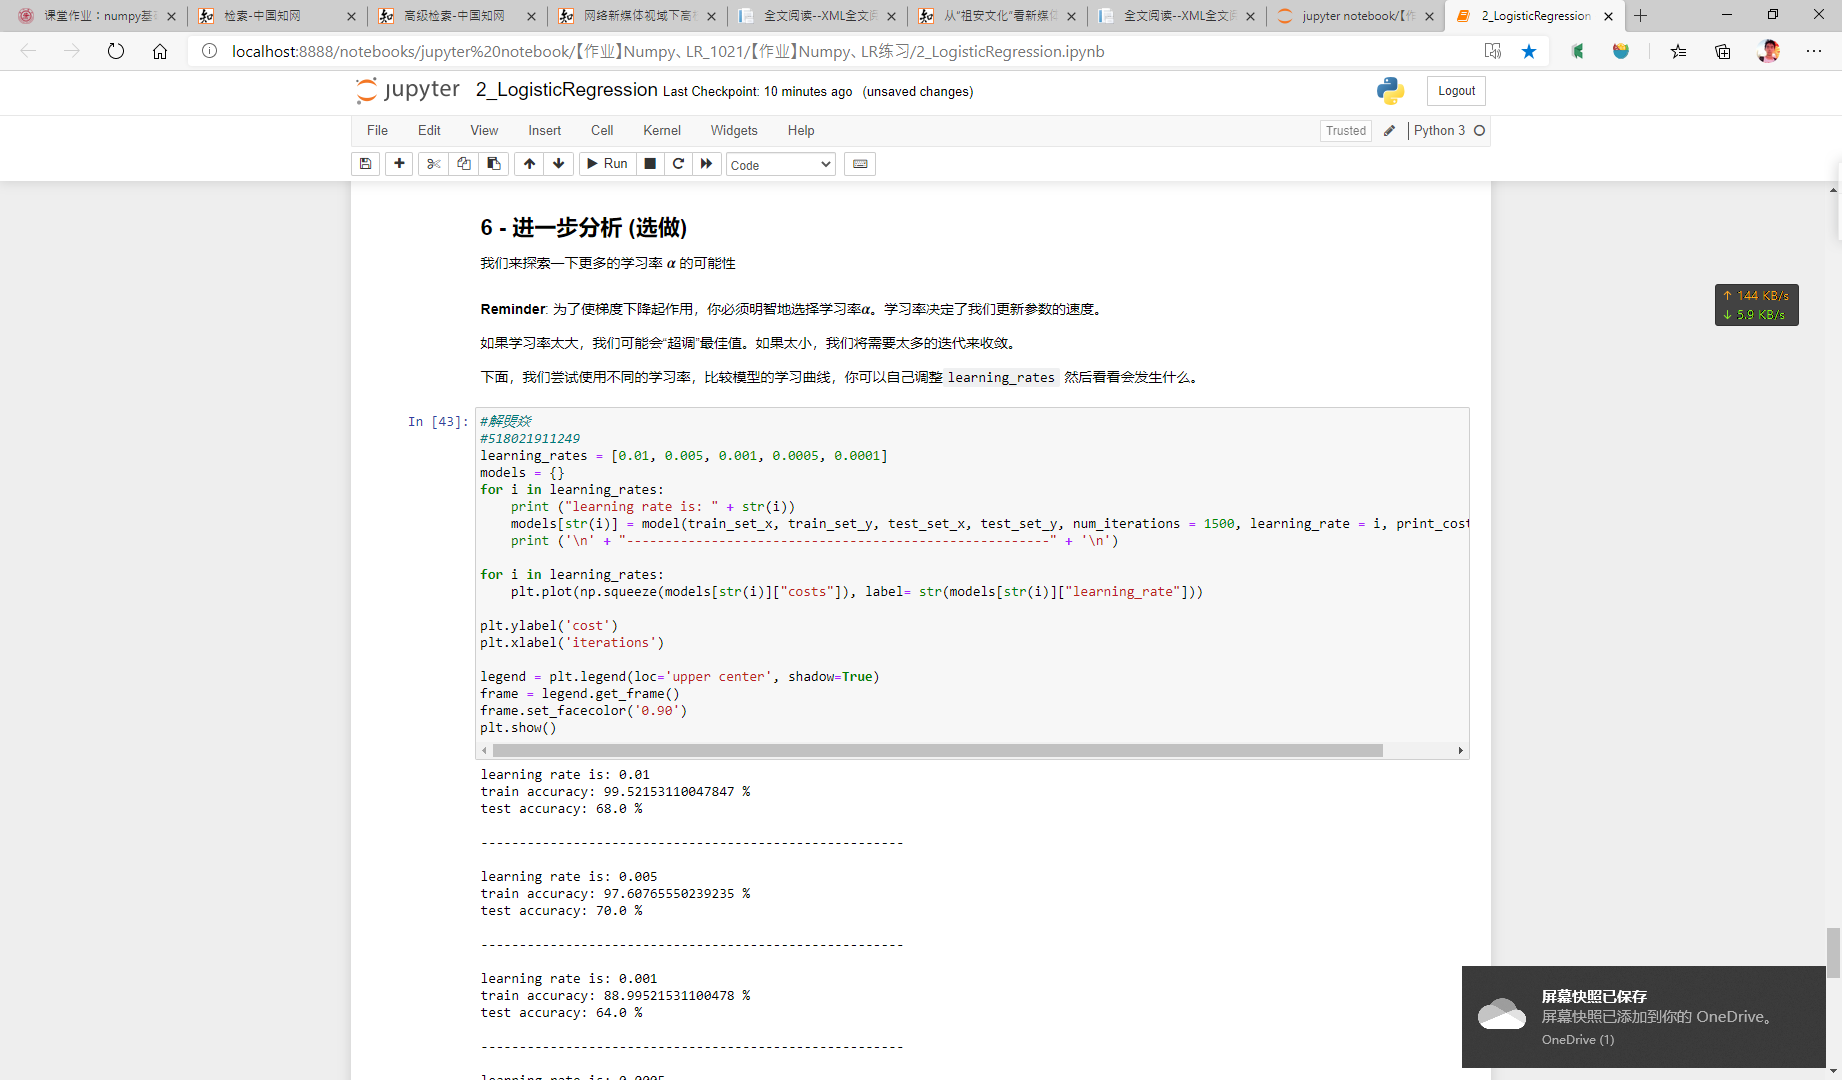 课堂作业：numpy基
检索-中国知网
高级检索-中国知网
网络新媒体视域下高
全文阅读--XML全文
从“祖安文化”看新媒体
全文阅读--XML全文
jupyter notebook/【作
2_LogisticRegression
localhost:8888/notebooks/jupyter%20notebook/【作业】Numpy、LR_1021/【作业】Numpy、LR练习/2_LogisticRegression.ipynb
jupyter 2_LogisticRegression Last Checkpoint: 10 minutes ago (unsaved changes)
Logout
File Edit View Insert Cell Kernel Widgets Help
Trusted Python 3
Run Code
6 - 进一步分析 (选做)
我们来探索一下更多的学习率 α 的可能性
Reminder: 为了使梯度下降起作用，你必须明智地选择学习率α。学习率决定了我们更新参数的速度。
↑ 144 KB/s
↓ 5.9 KB/s
如果学习率太大，我们可能会“超调”最佳值。如果太小，我们将需要太多的迭代来收敛。
下面，我们尝试使用不同的学习率，比较模型的学习曲线，你可以自己调整 learning_rates 然后看看会发生什么。
In [43]:
#518021911249
learning_rates = [0.01, 0.005, 0.001, 0.0005, 0.0001]
models = {}
for i in learning_rates:
    print ("learning rate is: " + str(i))
    models[str(i)] = model(train_set_x, train_set_y, test_set_x, test_set_y, num_iterations = 1500, learning_rate = i, print_cost
    print ('\n' + "-------------------------------------------------------" + '\n')
for i in learning_rates:
    plt.plot(np.squeeze(models[str(i)]["costs"]), label= str(models[str(i)]["learning_rate"]))
plt.ylabel('cost')
plt.xlabel('iterations')
legend = plt.legend(loc='upper center', shadow=True)
frame = legend.get_frame()
frame.set_facecolor('0.90')
plt.show()
learning rate is: 0.01
train accuracy: 99.52153110047847 %
test accuracy: 68.0 %
-------------------------------------------------------
learning rate is: 0.005
train accuracy: 97.60765550239235 %
test accuracy: 70.0 %
-------------------------------------------------------
learning rate is: 0.001
train accuracy: 88.99521531100478 %
test accuracy: 64.0 %
-------------------------------------------------------
learning rate is: 0.0005
屏幕快照已保存
屏幕快照已添加到你的 OneDrive。
OneDrive (1)